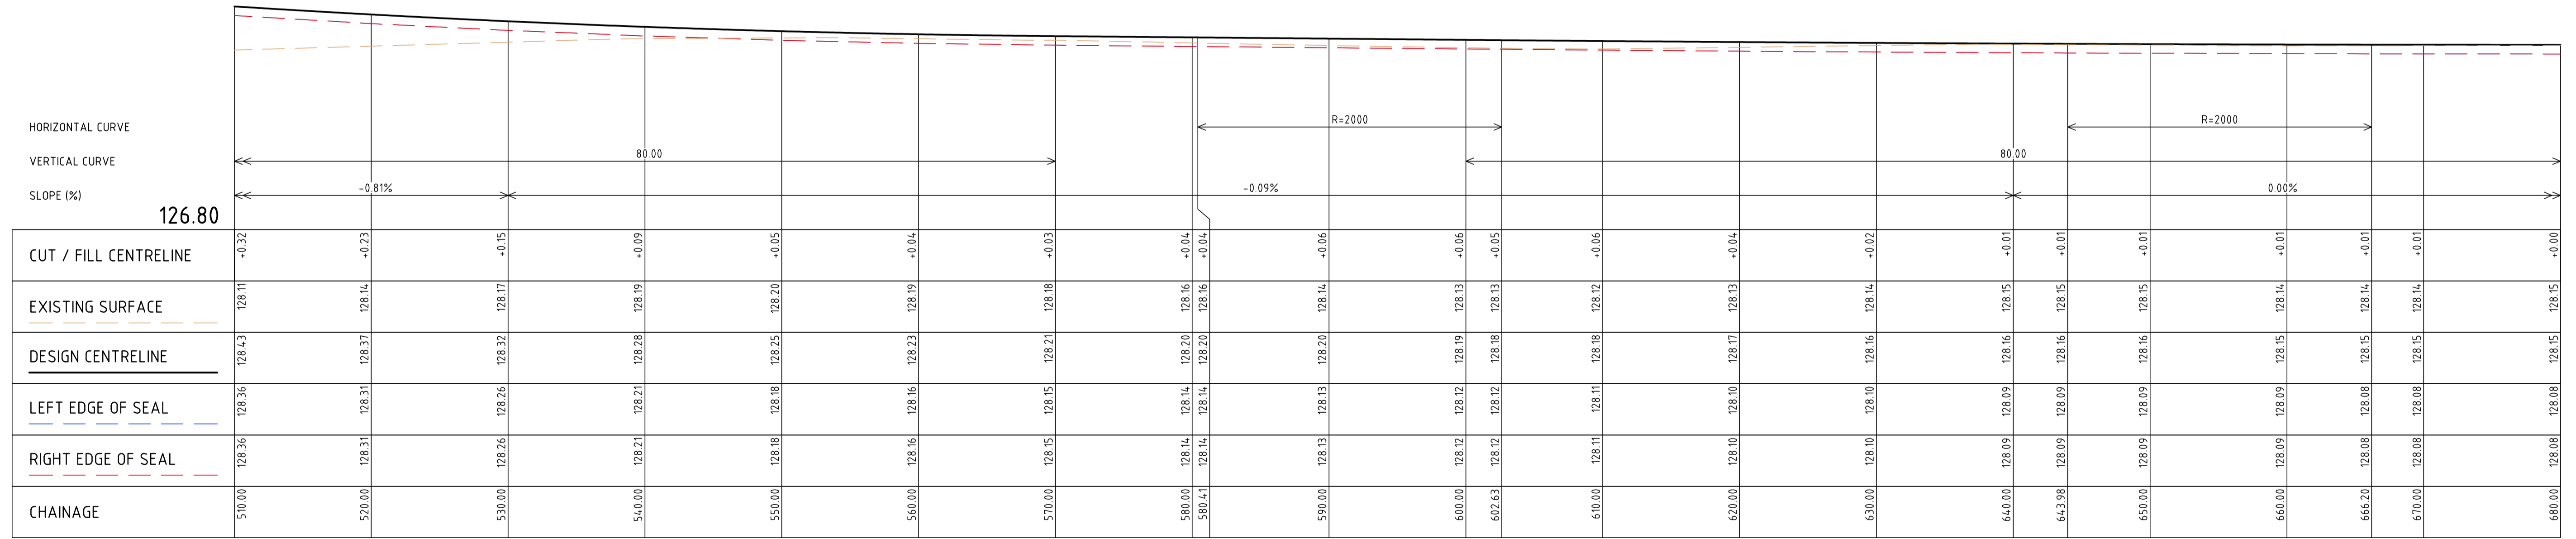 HORIZONTAL CURVE R=2000 R=2000
VERTICAL CURVE 80.00 80.00
SLOPE (%) -0.81% -0.09% 0.00%
126.80
CUT / FILL CENTRELINE +0.32 +0.23 +0.15 +0.09 +0.05 +0.04 +0.03 +0.04 +0.04 +0.06 +0.06 +0.05 +0.06 +0.04 +0.02 +0.01 +0.01 +0.01 +0.01 +0.01 +0.01 +0.00
EXISTING SURFACE 128.11 128.14 128.17 128.19 128.20 128.19 128.18 128.16 128.16 128.14 128.13 128.13 128.12 128.13 128.14 128.15 128.15 128.15 128.14 128.14 128.14 128.15
DESIGN CENTRELINE 128.43 128.37 128.32 128.28 128.25 128.23 128.21 128.20 128.20 128.20 128.19 128.18 128.18 128.17 128.16 128.16 128.16 128.16 128.15 128.15 128.15 128.15
LEFT EDGE OF SEAL 128.36 128.31 128.26 128.21 128.18 128.16 128.15 128.14 128.14 128.13 128.12 128.12 128.11 128.10 128.10 128.09 128.09 128.09 128.09 128.08 128.08 128.08
RIGHT EDGE OF SEAL 128.36 128.31 128.26 128.21 128.18 128.16 128.15 128.14 128.14 128.13 128.12 128.12 128.11 128.10 128.10 128.09 128.09 128.09 128.09 128.08 128.08 128.08
CHAINAGE 510.00 520.00 530.00 540.00 550.00 560.00 570.00 580.00 580.41 590.00 600.00 602.63 610.00 620.00 630.00 640.00 643.98 650.00 660.00 666.20 670.00 680.00